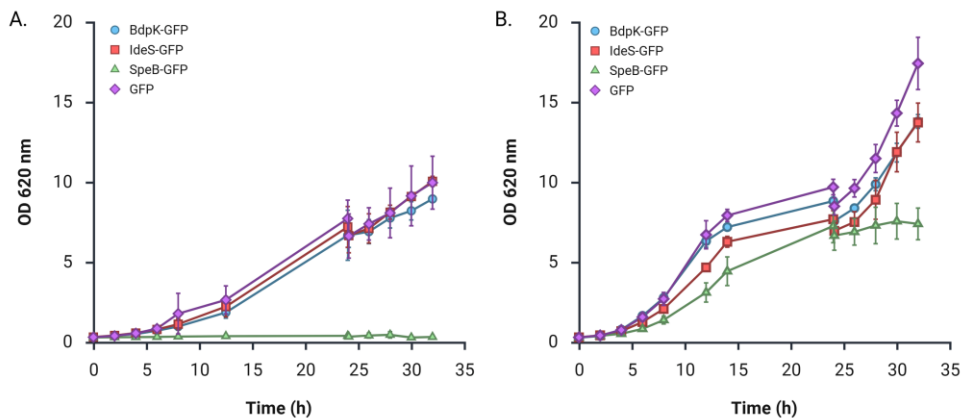 A.
BdpK-GFP
IdeS-GFP
SpeB-GFP
GFP
OD 620 nm
20
15
10
5
0
0 5 10 15 20 25 30 35
Time (h)
B.
BdpK-GFP
IdeS-GFP
SpeB-GFP
GFP
OD 620 nm
20
15
10
5
0
0 5 10 15 20 25 30 35
Time (h)